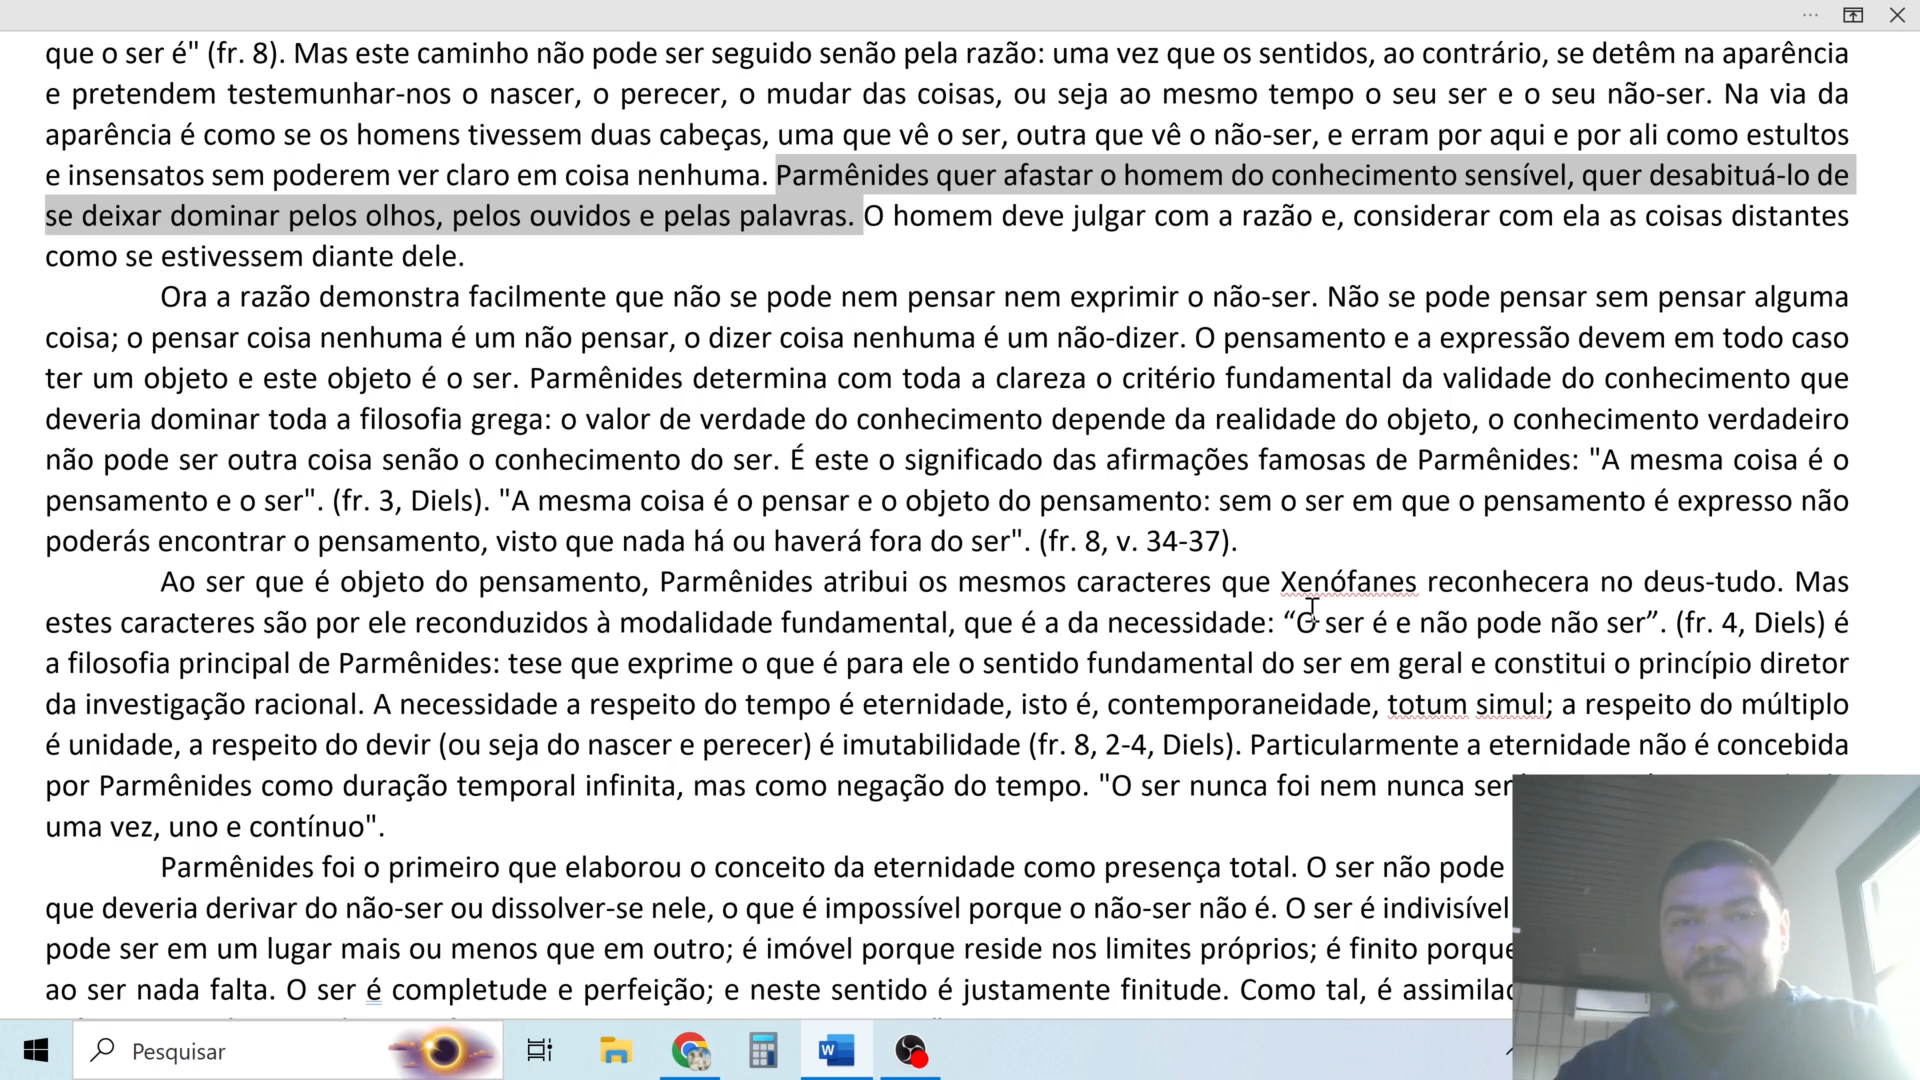 que o ser é" (fr. 8). Mas este caminho não pode ser seguido senão pela razão: uma vez que os sentidos, ao contrário, se detêm na aparência
e pretendem testemunhar-nos o nascer, o perecer, o mudar das coisas, ou seja ao mesmo tempo o seu ser e o seu não-ser. Na via da
aparência é como se os homens tivessem duas cabeças, uma que vê o ser, outra que vê o não-ser, e erram por aqui e por ali como estultos
e insensatos sem poderem ver claro em coisa nenhuma. Parmênides quer afastar o homem do conhecimento sensível, quer desabituá-lo de
se deixar dominar pelos olhos, pelos ouvidos e pelas palavras. O homem deve julgar com a razão e, considerar com ela as coisas distantes
como se estivessem diante dele.
Ora a razão demonstra facilmente que não se pode nem pensar nem exprimir o não-ser. Não se pode pensar sem pensar alguma
coisa; o pensar coisa nenhuma é um não pensar, o dizer coisa nenhuma é um não-dizer. O pensamento e a expressão devem em todo caso
ter um objeto e este objeto é o ser. Parmênides determina com toda a clareza o critério fundamental da validade do conhecimento que
deveria dominar toda a filosofia grega: o valor de verdade do conhecimento depende da realidade do objeto, o conhecimento verdadeiro
não pode ser outra coisa senão o conhecimento do ser. É este o significado das afirmações famosas de Parmênides: "A mesma coisa é o
pensamento e o ser". (fr. 3, Diels). "A mesma coisa é o pensar e o objeto do pensamento: sem o ser em que o pensamento é expresso não
poderás encontrar o pensamento, visto que nada há ou haverá fora do ser". (fr. 8, v. 34-37).
Ao ser que é objeto do pensamento, Parmênides atribui os mesmos caracteres que Xenófanes reconhecera no deus-tudo. Mas
estes caracteres são por ele reconduzidos à modalidade fundamental, que é a da necessidade: “O ser é e não pode não ser”. (fr. 4, Diels) é
a filosofia principal de Parmênides: tese que exprime o que é para ele o sentido fundamental do ser em geral e constitui o princípio diretor
da investigação racional. A necessidade a respeito do tempo é eternidade, isto é, contemporaneidade, totum simul; a respeito do múltiplo
é unidade, a respeito do devir (ou seja do nascer e perecer) é imutabilidade (fr. 8, 2-4, Diels). Particularmente a eternidade não é concebida
por Parmênides como duração temporal infinita, mas como negação do tempo. "O ser nunca foi nem nunca
uma vez, uno e contínuo".
Parmênides foi o primeiro que elaborou o conceito da eternidade como presença total. O ser não pode
que deveria derivar do não-ser ou dissolver-se nele, o que é impossível porque o não-ser não é. O ser é indivisível
pode ser em um lugar mais ou menos que em outro; é imóvel porque reside nos limites próprios; é finito porque
ao ser nada falta. O ser é completude e perfeição; e neste sentido é justamente finitude. Como tal, é
Pesquisar